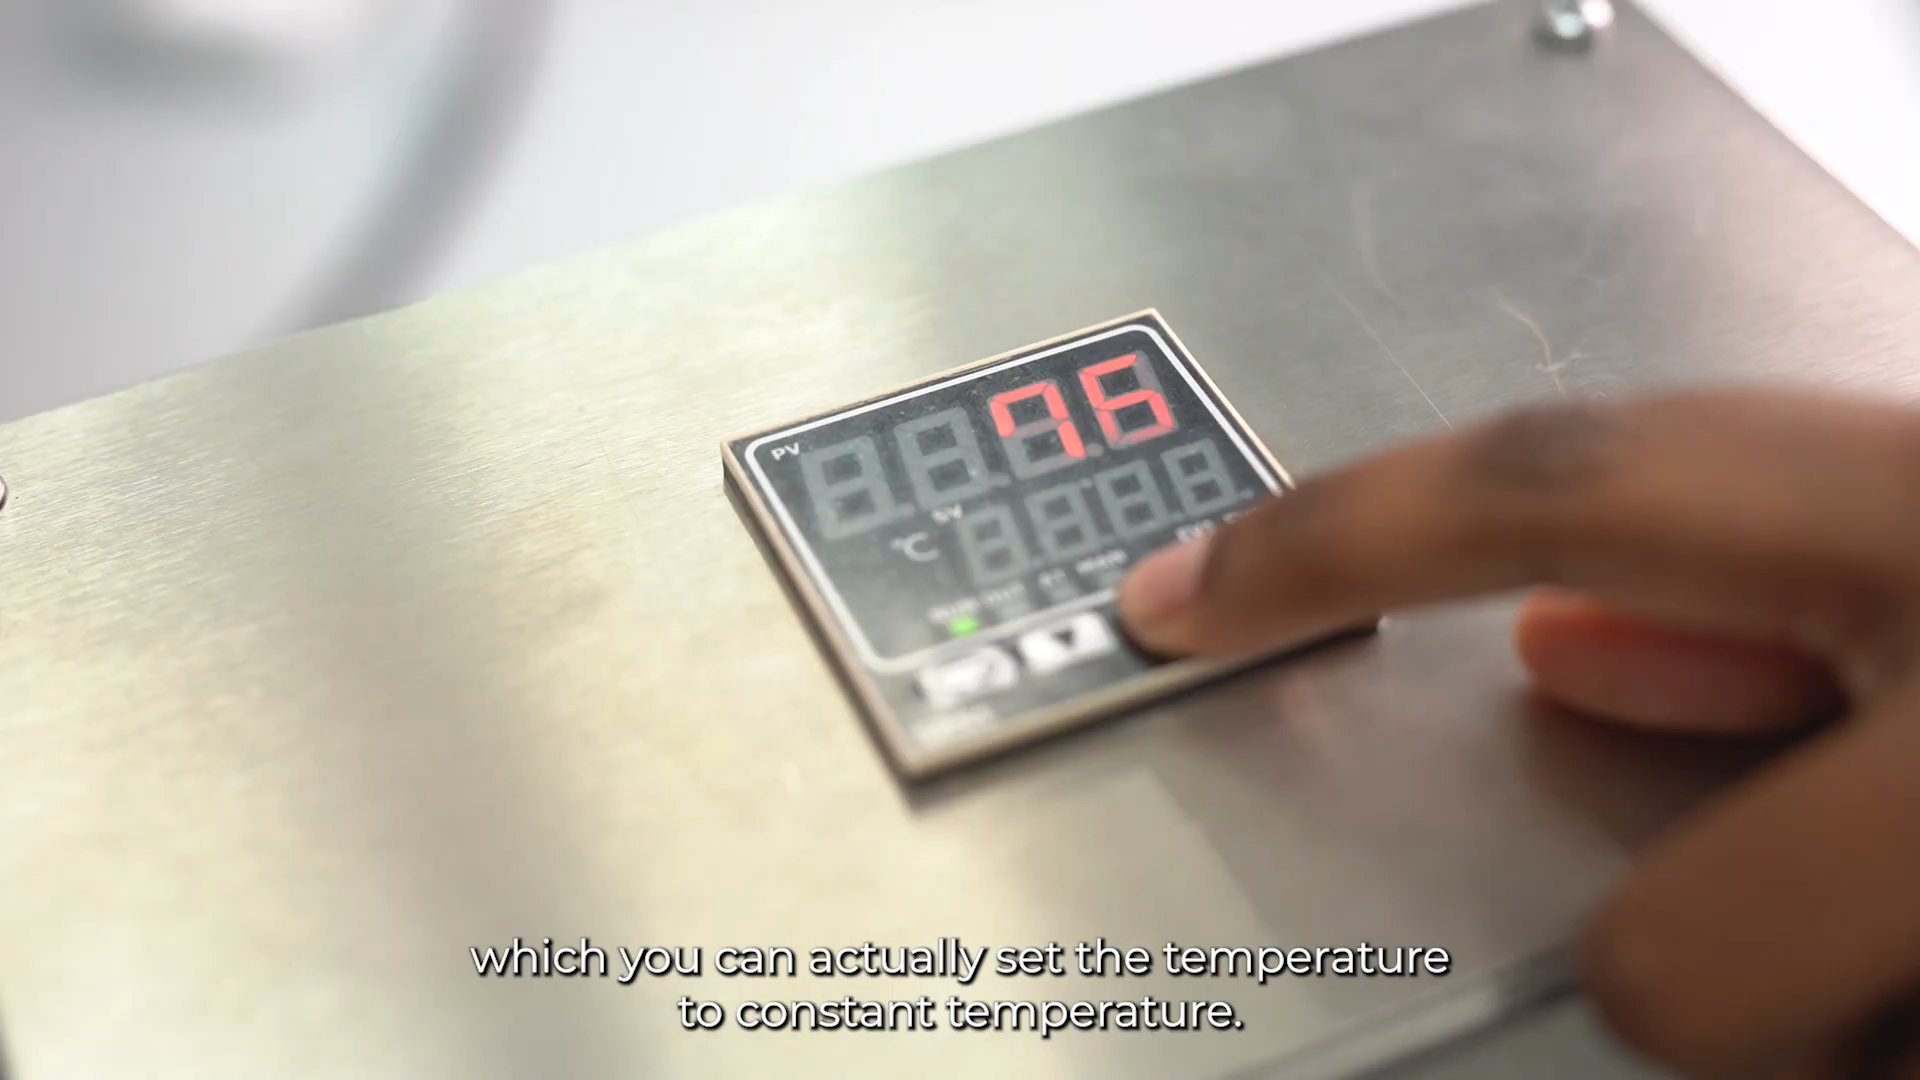 PV
76
SV
°C
which you can actually set the temperature
to constant temperature.